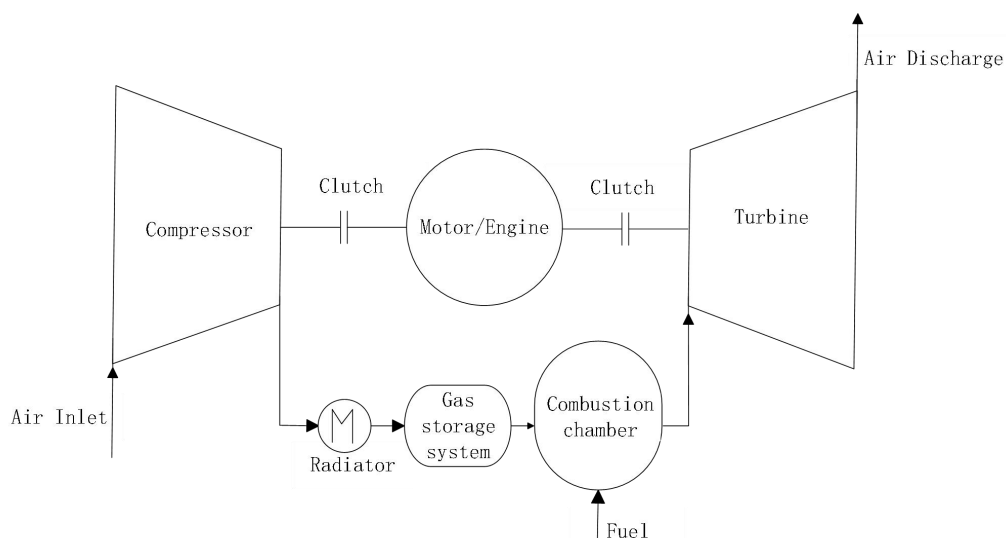 Air Discharge
Clutch
Clutch
Compressor
Motor/Engine
Turbine
Air Inlet
M
Radiator
Gas
storage
system
Combustion
chamber
Fuel